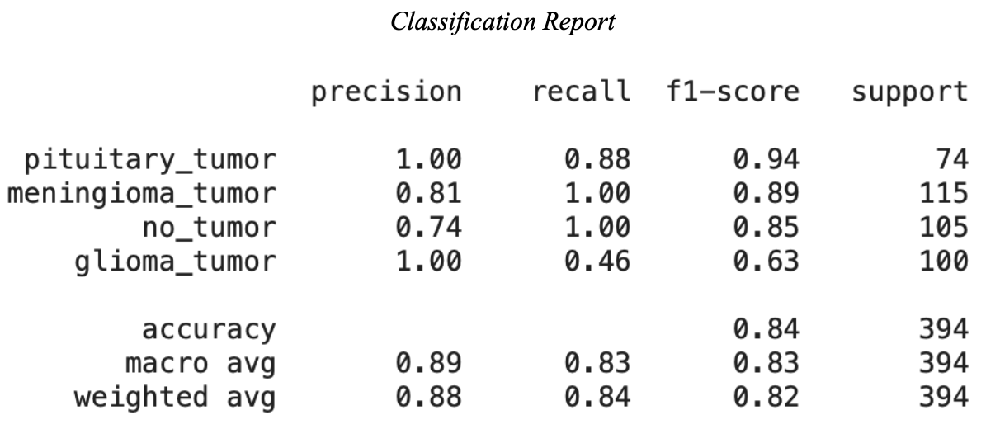 Classification Report
precision recall f1-score support
pituitary_tumor 1.00 0.88 0.94 74
meningioma_tumor 0.81 1.00 0.89 115
no_tumor 0.74 1.00 0.85 105
glioma_tumor 1.00 0.46 0.63 100
accuracy 0.84 394
macro avg 0.89 0.83 0.83 394
weighted avg 0.88 0.84 0.82 394